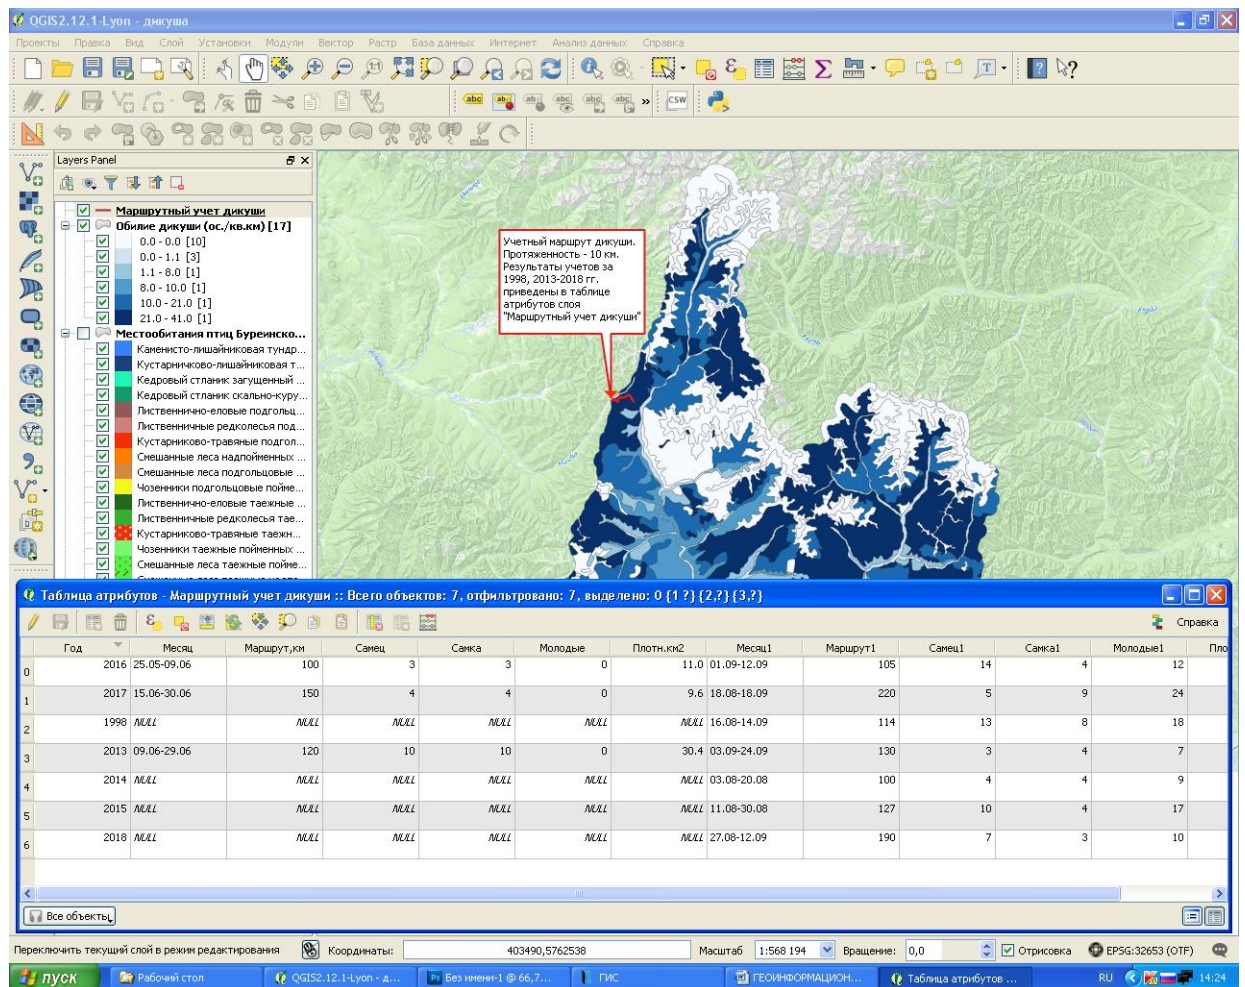 QGIS2.12.1-Lyon - дикуша
Проекты Правка Вид Слой Установки Модули Вектор Растр База данных Интернет Анализ данных Справка
abc ab abc abc abc abc » CSW
Layers Panel
Маршрутный учет дикуши
Обилие дикуши (ос./кв.км) [17]
0.0 - 0.0 [10]
0.0 - 1.1 [3]
1.1 - 8.0 [1]
8.0 - 10.0 [1]
10.0 - 21.0 [1]
21.0 - 41.0 [1]
Местообитания птиц Буреинско...
Каменисто-лишайниковая тундр...
Кустарничково-лишайниковая т...
Кедровый стланик загущенный ...
Кедровый стланик скально-куру...
Лиственнично-еловые подгольц...
Лиственничные редколесья под...
Кустарниково-травяные подгол...
Смешанные леса надпойменных ...
Смешанные леса подгольцовые ...
Чозенники подгольцовые пойме...
Лиственнично-еловые таежные ...
Лиственничные редколесья тае...
Кустарниково-травяные таежн...
Чозенники таежные пойменных ...
Смешанные леса таежные пойме...
Учетный маршрут дикуши.
Протяженность - 10 км.
Результаты учетов за
1998, 2013-2018 гг.
приведены в таблице
атрибутов слоя
"Маршрутный учет дикуши"
Таблица атрибутов - Маршрутный учет дикуши :: Всего объектов: 7, отфильтровано: 7, выделено: 0 {1 ?} {2,?} {3,?}
Справка
Год Месяц Маршрут,км Самец Самка Молодые Плотн.км2 Месяц1 Маршрут1 Самец1 Самка1 Молодые1 Пло
0 2016 25.05-09.06 100 3 3 0 11.0 01.09-12.09 105 14 4 12
1 2017 15.06-30.06 150 4 4 0 9.6 18.08-18.09 220 5 9 24
2 1998 NULL NULL NULL NULL NULL NULL 16.08-14.09 114 13 8 18
3 2013 09.06-29.06 120 10 10 0 30.4 03.09-24.09 130 3 4 7
4 2014 NULL NULL NULL NULL NULL NULL 03.08-20.08 100 4 4 9
5 2015 NULL NULL NULL NULL NULL NULL 11.08-30.08 127 10 4 17
6 2018 NULL NULL NULL NULL NULL NULL 27.08-12.09 190 7 3 10
Все объекты
Переключить текущий слой в режим редактирования Координаты: 403490,5762538 Масштаб 1:568 194 Вращение: 0,0 Отрисовка EPSG:32653 (OTF)
пуск Рабочий стол QGIS2.12.1-Lyon - д... Без имени-1 @ 66,7... ГИС ГЕОИНФОРМАЦИОН... Таблица атрибутов ... RU 14:24